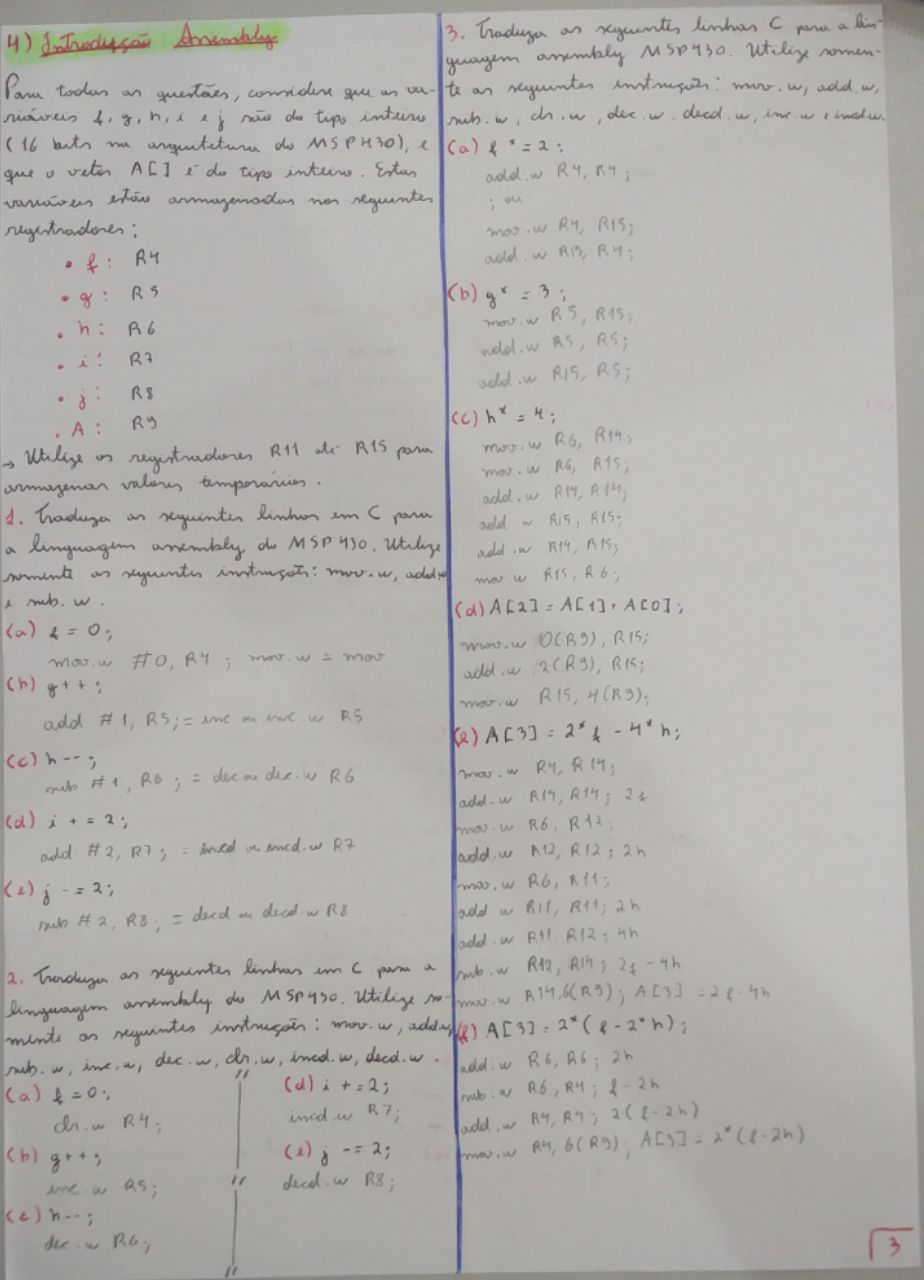 4) Introdução Assembly
Para todas as questões, considere que as va-
riáveis f, g, h, i e j são do tipo inteiro
(16 bits na arquitetura do MSP430), e
que o vetor A[] é do tipo inteiro. Estas
variáveis estão armazenadas nos seguintes
registradores:
• f: R4
• g: R5
• h: R6
• i: R7
• j: R8
• A: R9
→ Utilize os registradores R11 até R15 para
armazenar valores temporários.
1. Traduza as seguintes linhas em C para
a linguagem assembly do MSP430. Utilize
somente as seguintes instruções: mov.w, add.w
e sub.w.
(a) f = 0;
mov.w #0, R4 ; mov.w = mov
(b) g++;
add #1, R5; = inc ou inc.w R5
(c) h--;
sub #1, R6 ; = dec ou dec.w R6
(d) i += 2;
add #2, R7; = incd ou incd.w R7
(e) j -= 2;
sub #2, R8; = decd ou decd.w R8
2. Traduza as seguintes linhas em C para a
linguagem assembly do MSP430. Utilize so-
mente as seguintes instruções: mov.w, add.w,
sub.w, inc.w, dec.w, clr.w, incd.w, decd.w.
(a) f=0;
clr.w R4;
(b) g++;
inc.w R5;
(c) h--;
dec.w R6;
(d) i += 2;
incd.w R7;
(e) j -= 2;
decd.w R8;
3. Traduza as seguintes linhas C para a lin-
guagem assembly MSP430. Utilize somen-
te as seguintes instruções: mov.w, add.w,
sub.w, clr.w, dec.w, decd.w, inc.w e incd.w.
(a) f *= 2;
add.w R4, R4;
; ou
mov.w R4, R15;
add.w R15, R4;
(b) g* = 3;
mov.w R5, R15;
add.w R5, R5;
add.w R15, R5;
(c) h* = 4;
mov.w R6, R14;
mov.w R6, R15;
add.w R14, R14;
add.w R15, R15;
add.w R14, R15;
mov.w R15, R6;
(d) A[2] = A[1] + A[0];
mov.w 0(R9), R15;
add.w 2(R9), R15;
mov.w R15, 4(R9);
(e) A[3] = 2* f - 4* h;
mov.w R4, R14;
add.w R14, R14; 2f
mov.w R6, R12;
add.w R12, R12; 2h
mov.w R6, R11;
add.w R11, R11; 2h
add.w R11, R12; 4h
sub.w R12, R14; 2f - 4h
mov.w R14, 6(R9); A[3] = 2f - 4h
(f) A[3] = 2*(f - 2* h);
add.w R6, R6; 2h
sub.w R6, R4; f - 2h
add.w R4, R4; 2(f - 2h)
mov.w R4, 6(R9); A[3] = 2*(f - 2h)
3